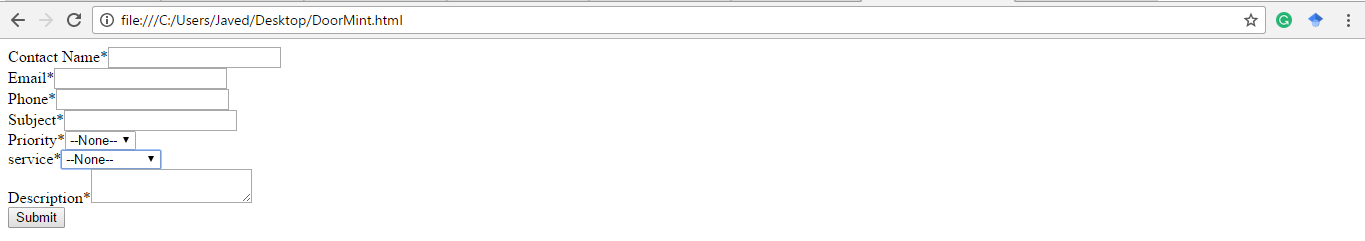 file:///C:/Users/Javed/Desktop/DoorMint.html
Contact Name*
Email*
Phone*
Subject*
Priority* --None--
service* --None--
Description*
Submit